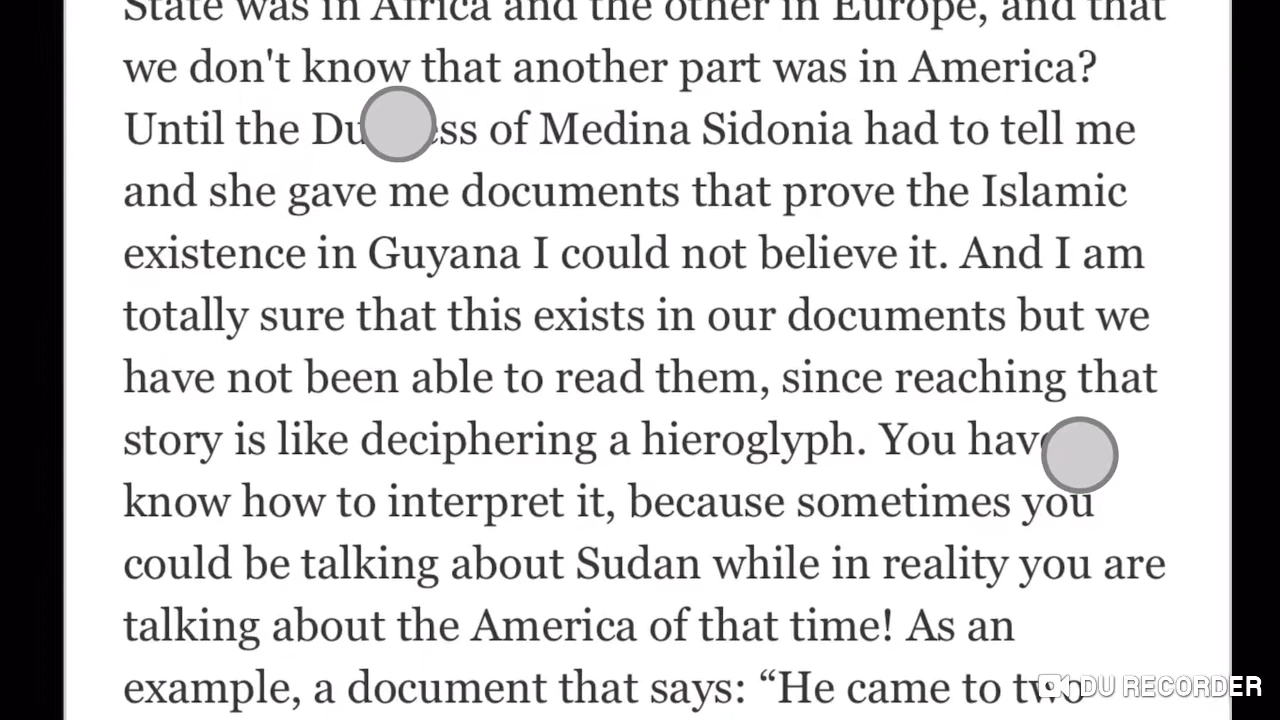 State was in Africa and the other in Europe, and that
we don't know that another part was in America?
Until the Duchess of Medina Sidonia had to tell me
and she gave me documents that prove the Islamic
existence in Guyana I could not believe it. And I am
totally sure that this exists in our documents but we
have not been able to read them, since reaching that
story is like deciphering a hieroglyph. You have
know how to interpret it, because sometimes you
could be talking about Sudan while in reality you are
talking about the America of that time! As an
example, a document that says: “He came to two
DU RECORDER